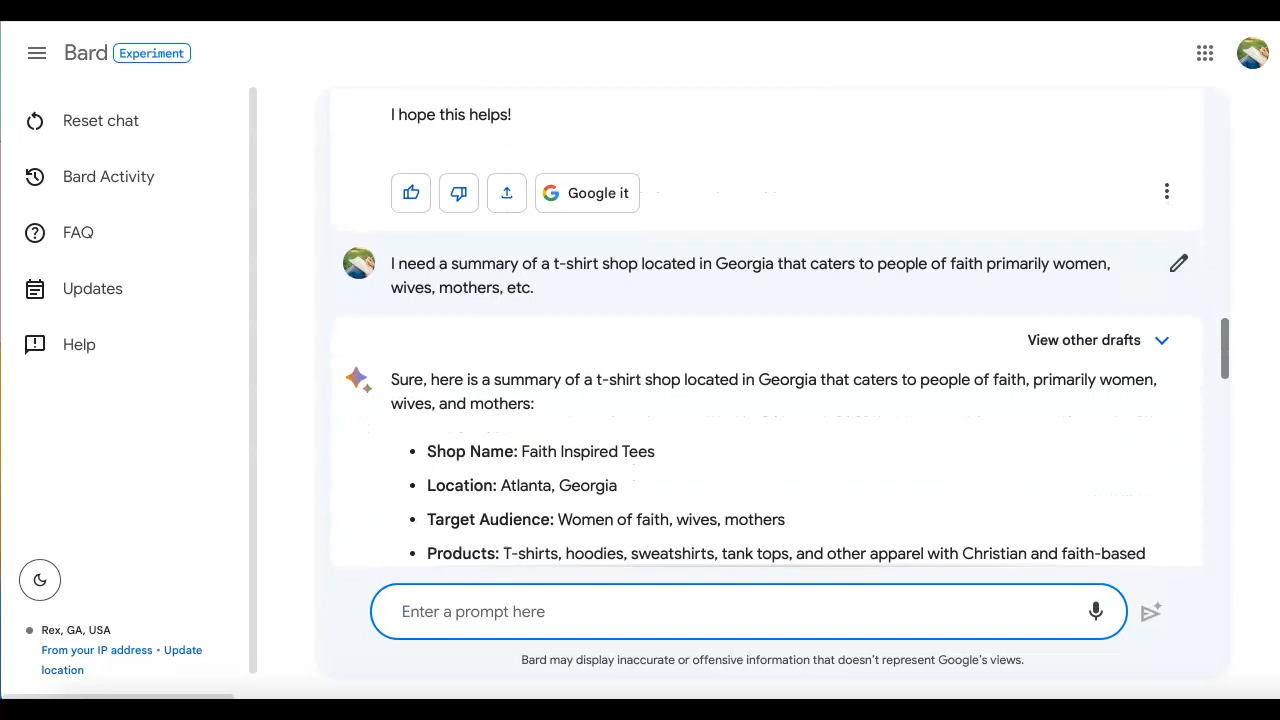 Bard Experiment
Reset chat
Bard Activity
FAQ
Updates
Help
Rex, GA, USA
From your IP address • Update
location
I hope this helps!
Google it
I need a summary of a t-shirt shop located in Georgia that caters to people of faith primarily women,
wives, mothers, etc.
View other drafts
Sure, here is a summary of a t-shirt shop located in Georgia that caters to people of faith, primarily women,
wives, and mothers:
• Shop Name: Faith Inspired Tees
• Location: Atlanta, Georgia
• Target Audience: Women of faith, wives, mothers
• Products: T-shirts, hoodies, sweatshirts, tank tops, and other apparel with Christian and faith-based
Enter a prompt here
Bard may display inaccurate or offensive information that doesn't represent Google's views.